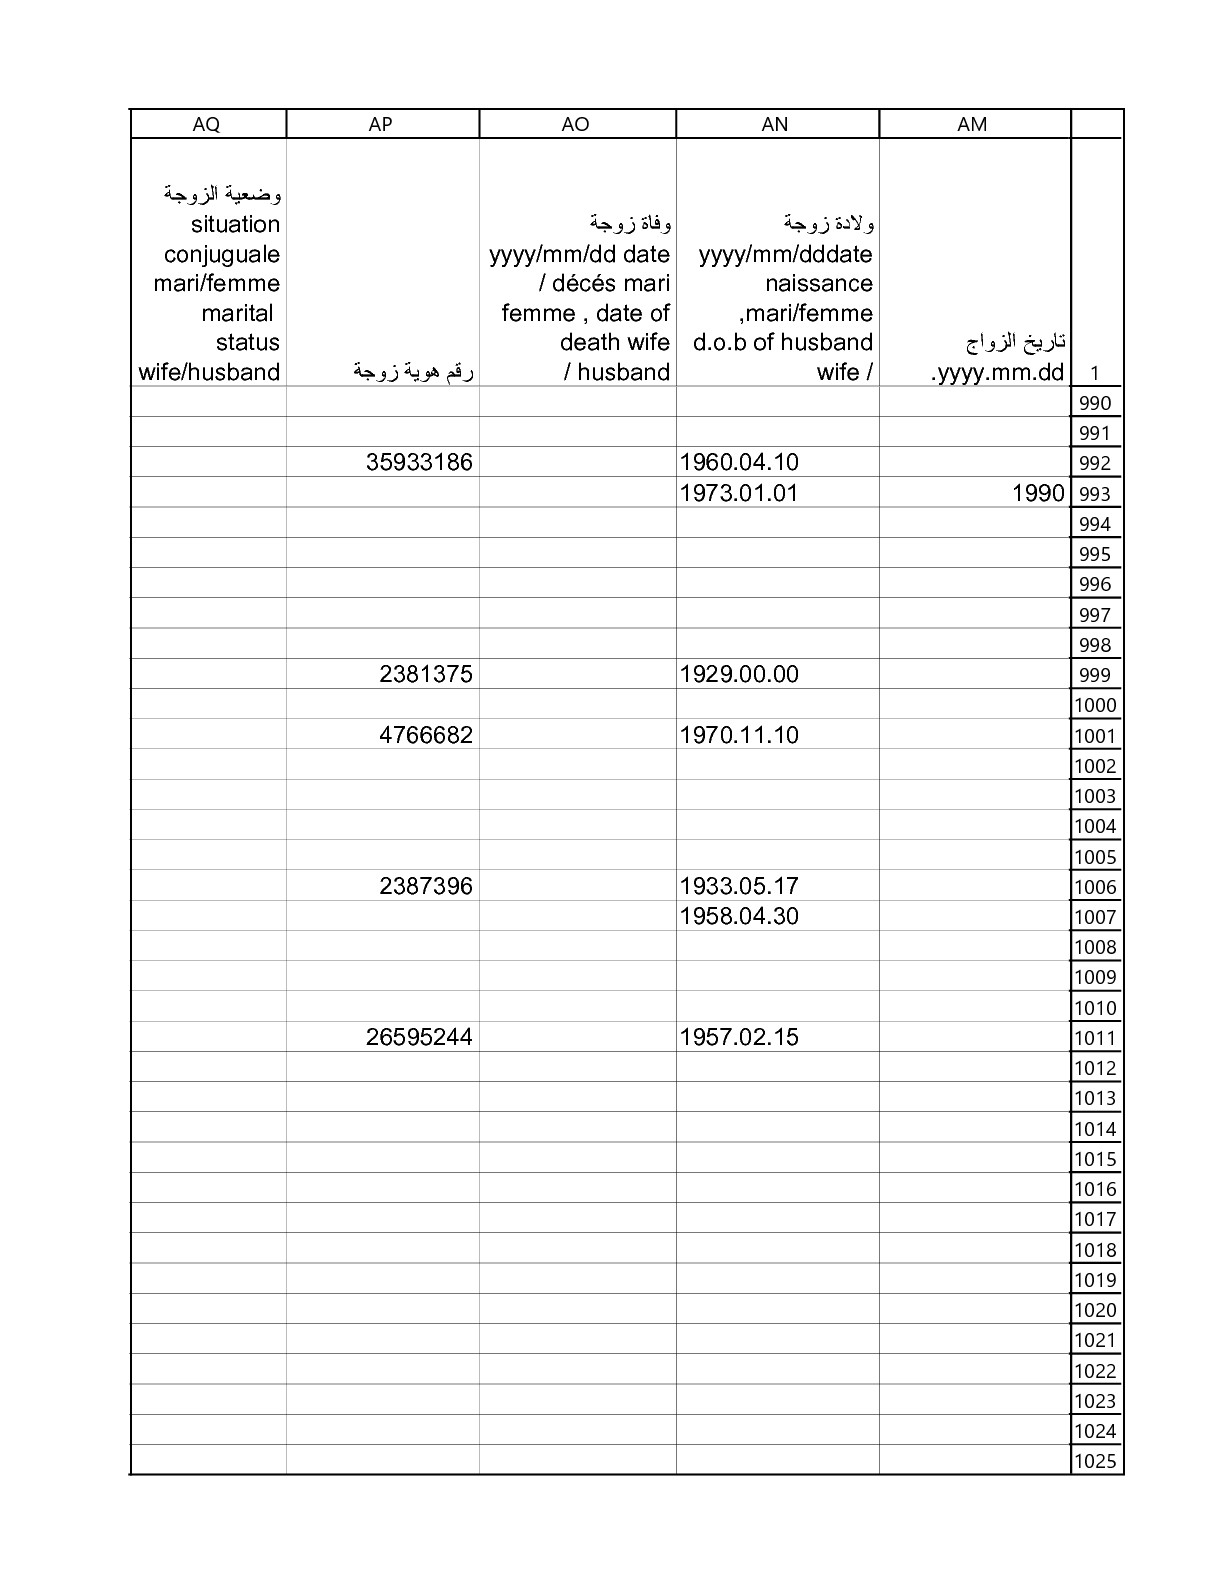 AQ AP AO AN AM
وضعية الزوجة
situation
conjuguale
mari/femme
marital
status
wife/husband
رقم هوية زوجة
وفاة زوجة
yyyy/mm/dd date
/ décés mari
femme , date of
death wife
/ husband
ولادة زوجة
yyyy/mm/dddate
naissance
,mari/femme
d.o.b of husband
wife /
تاريخ الزواج
.yyyy.mm.dd
1
990
991
35933186 1960.04.10 992
1973.01.01 1990 993
994
995
996
997
998
2381375 1929.00.00 999
1000
4766682 1970.11.10 1001
1002
1003
1004
1005
2387396 1933.05.17 1006
1958.04.30 1007
1008
1009
1010
26595244 1957.02.15 1011
1012
1013
1014
1015
1016
1017
1018
1019
1020
1021
1022
1023
1024
1025